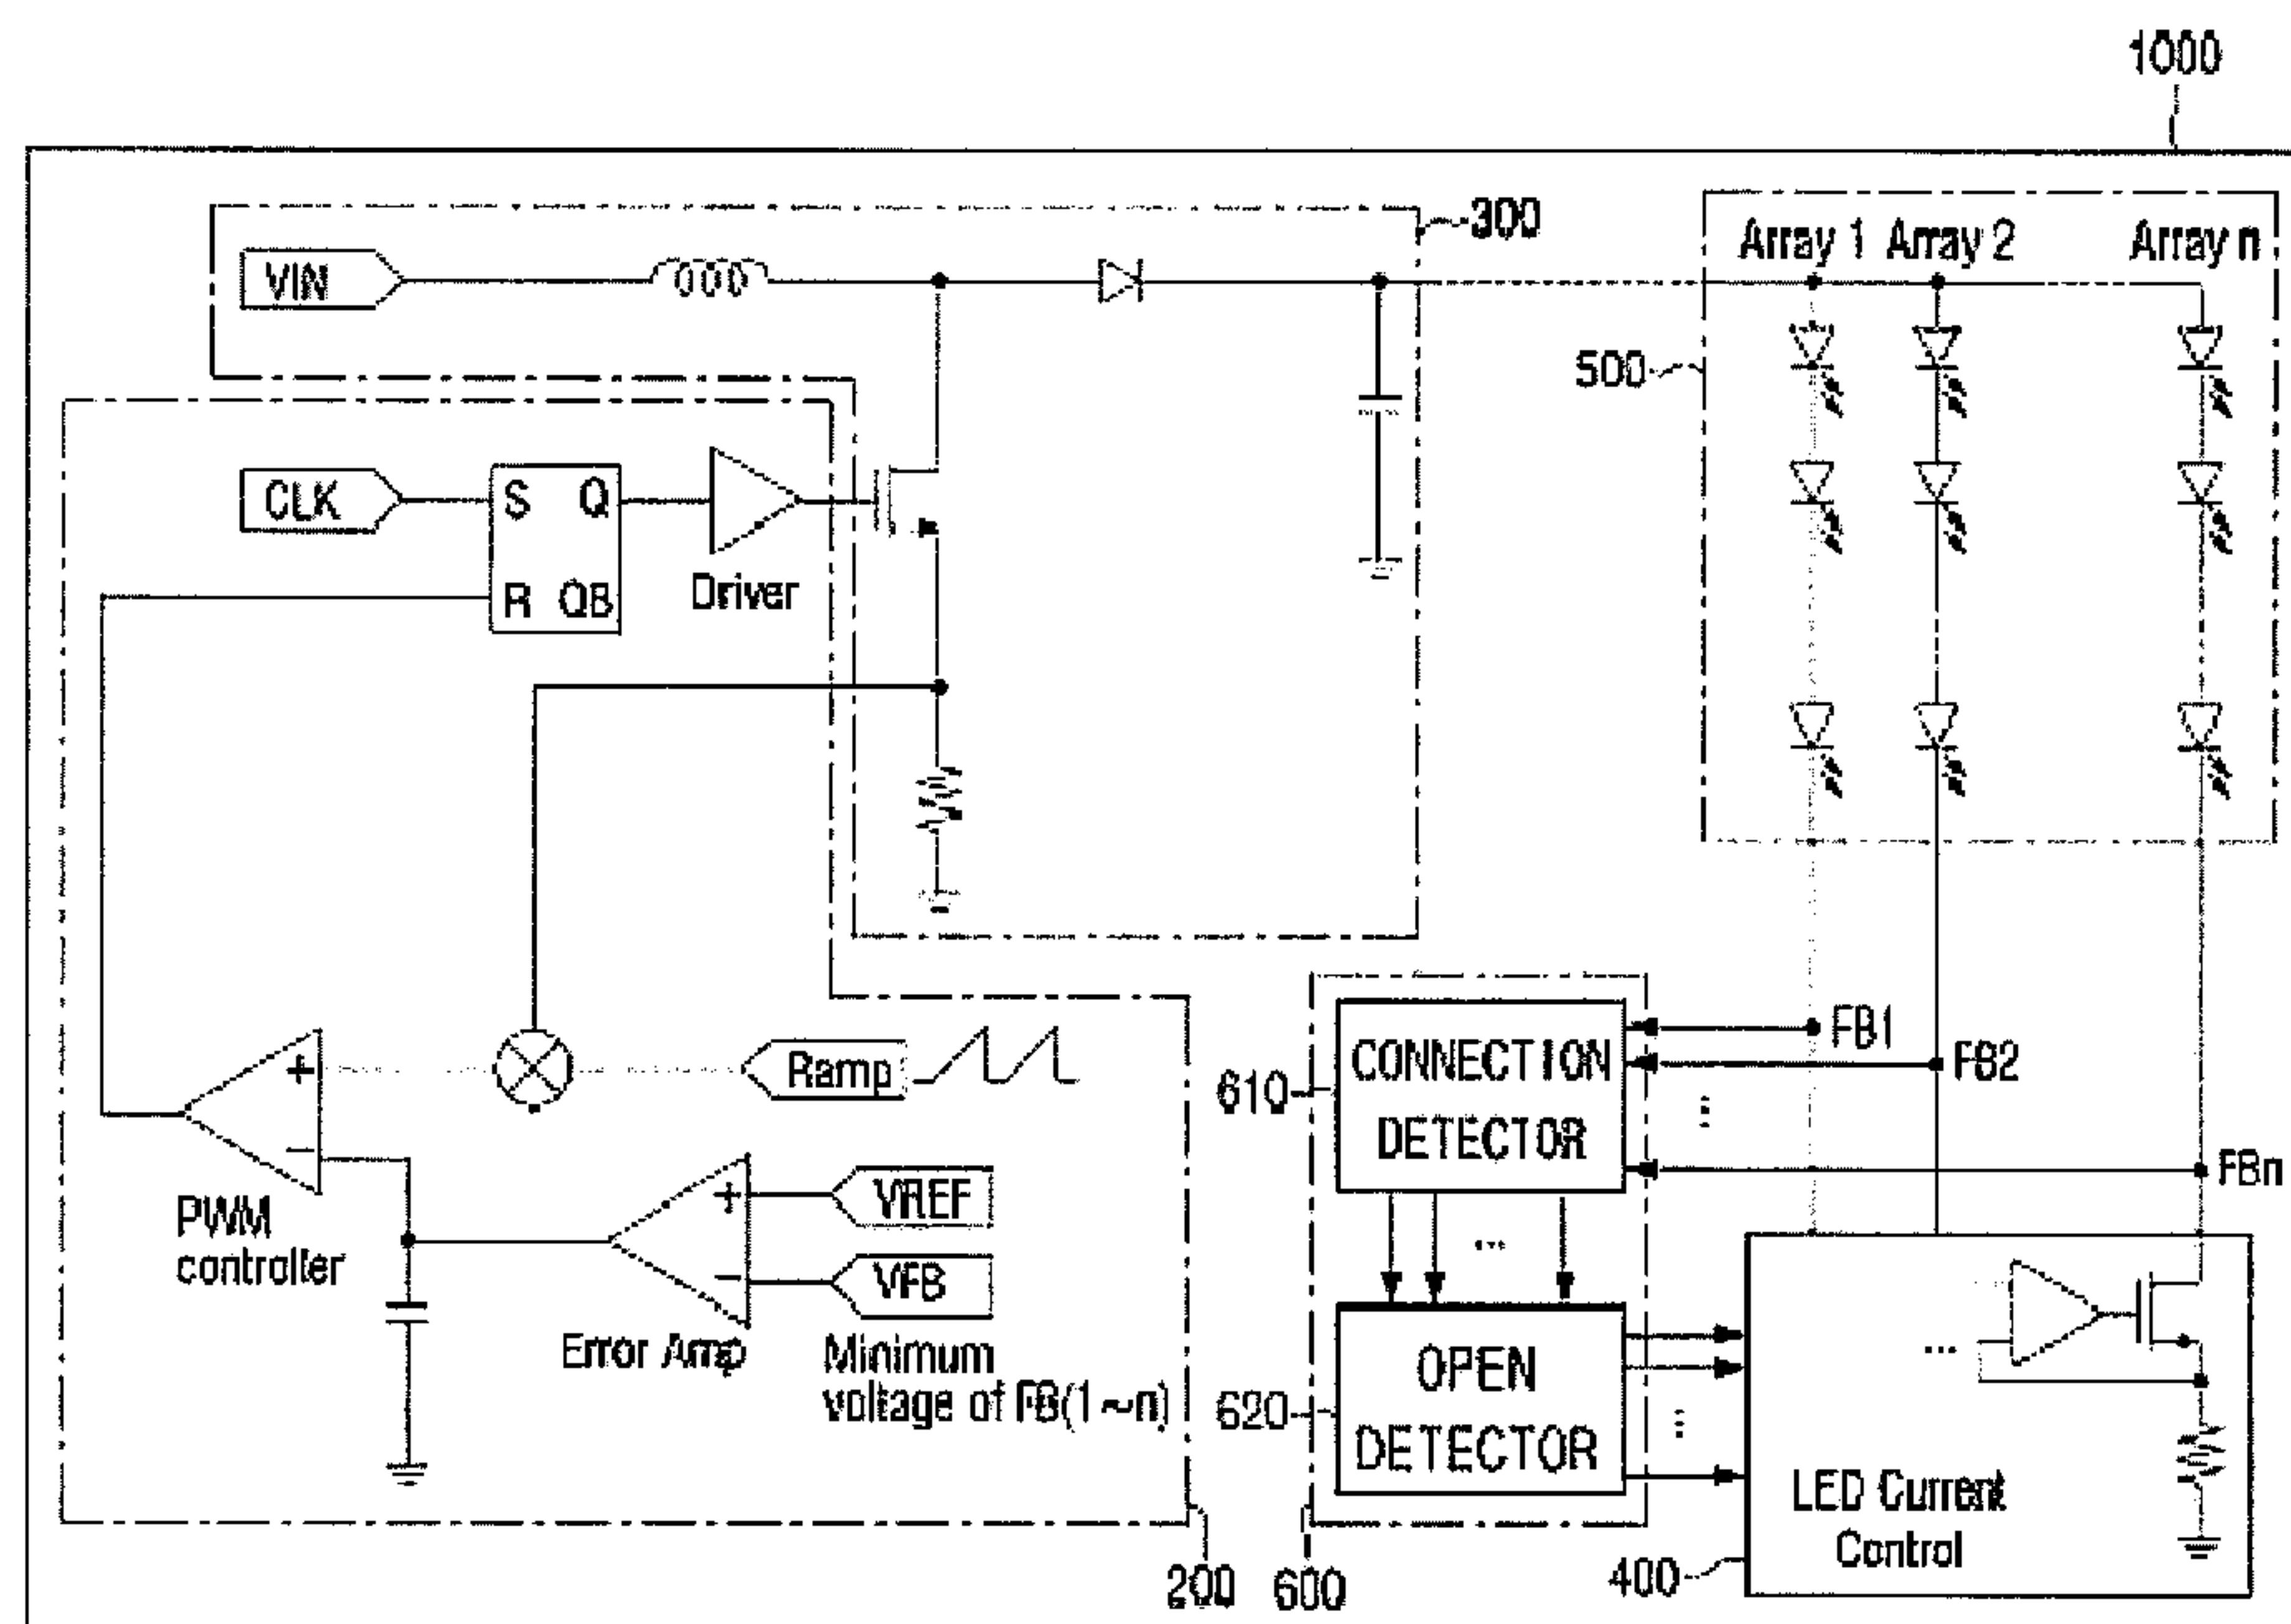 1000
300
Array 1 Array 2 Array n
VIN
500
CLK
S Q
R QB
Driver
Ramp
+
−
PWM
controller
+
−
VREF
VFB
Error Amp
Minimum
voltage of FB(1~n)
CONNECTION
DETECTOR
610
FB1
FB2
...
FBn
...
OPEN
DETECTOR
620
...
...
LED Current
Control
200
600
400